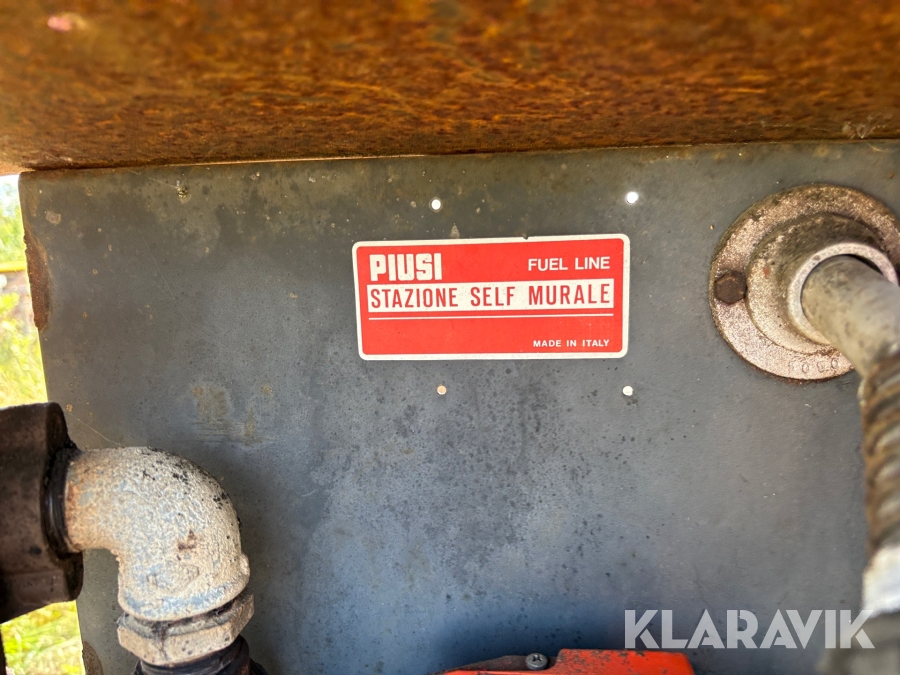 PIUSI
FUEL LINE
STAZIONE SELF MURALE
MADE IN ITALY
KLARAVIK